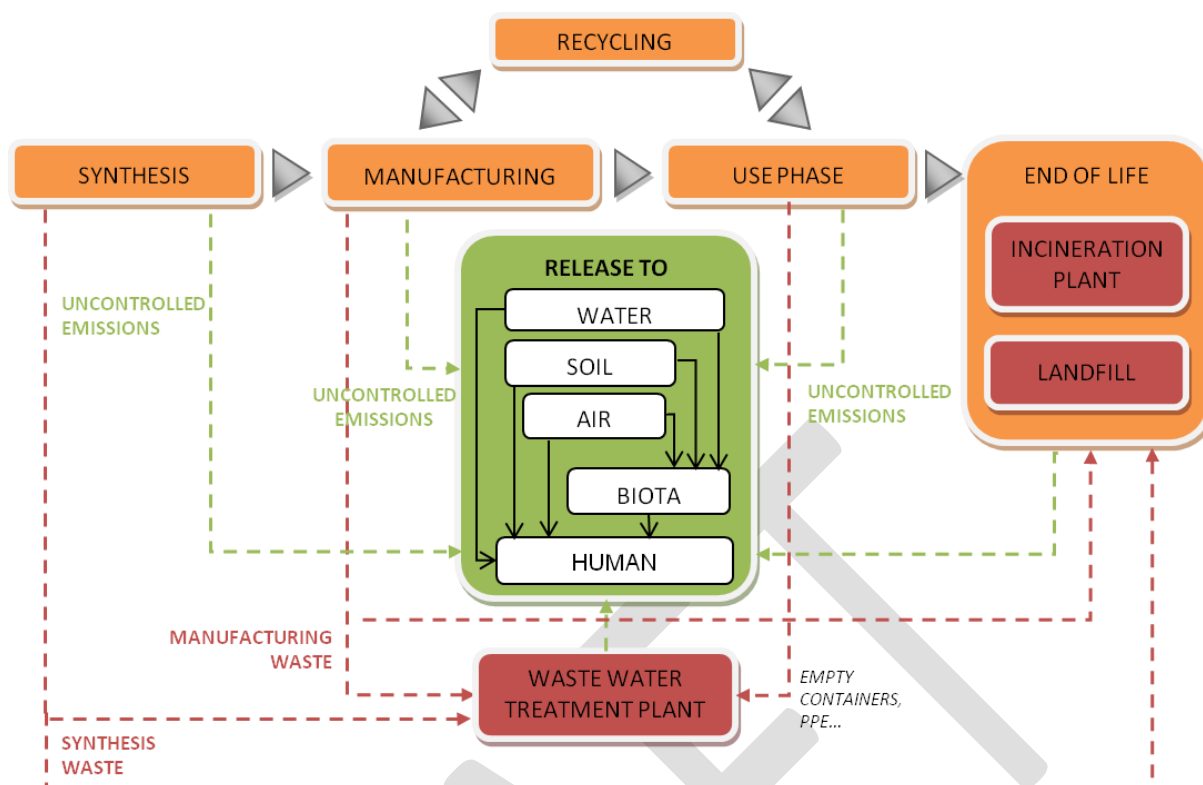 RECYCLING
SYNTHESIS
MANUFACTURING
USE PHASE
END OF LIFE
INCINERATION
PLANT
LANDFILL
RELEASE TO
WATER
SOIL
AIR
BIOTA
HUMAN
UNCONTROLLED
EMISSIONS
UNCONTROLLED
EMISSIONS
UNCONTROLLED
EMISSIONS
MANUFACTURING
WASTE
WASTE WATER
TREATMENT PLANT
EMPTY
CONTAINERS,
PPE...
SYNTHESIS
WASTE